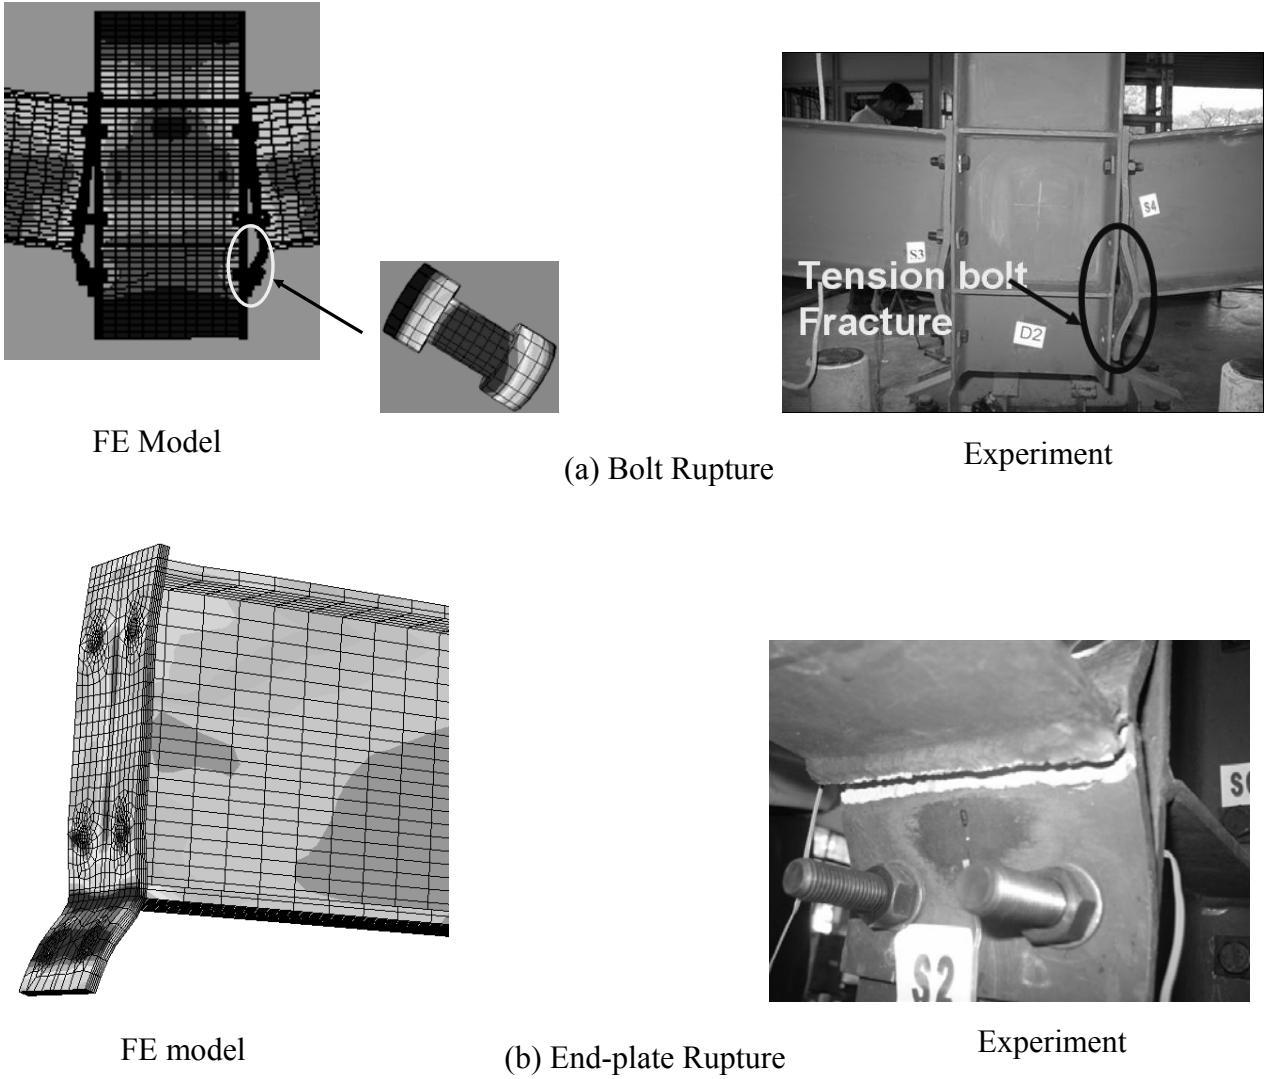 S3
S4
Tension bolt
Fracture
D2
FE Model
Experiment
(a) Bolt Rupture
S2
FE model
Experiment
(b) End-plate Rupture